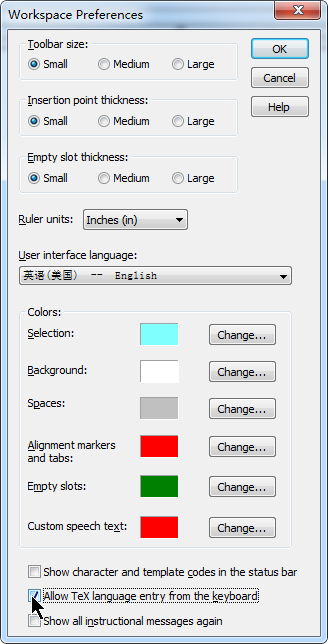 Workspace Preferences
Toolbar size:
Small Medium Large
OK
Cancel
Help
Insertion point thickness:
Small Medium Large
Empty slot thickness:
Small Medium Large
Ruler units: Inches (in)
User interface language:
英语(美国) -- English
Colors:
Selection: Change...
Background: Change...
Spaces: Change...
Alignment markers
and tabs: Change...
Empty slots: Change...
Custom speech text: Change...
Show character and template codes in the status bar
Allow TeX language entry from the keyboard
Show all instructional messages again